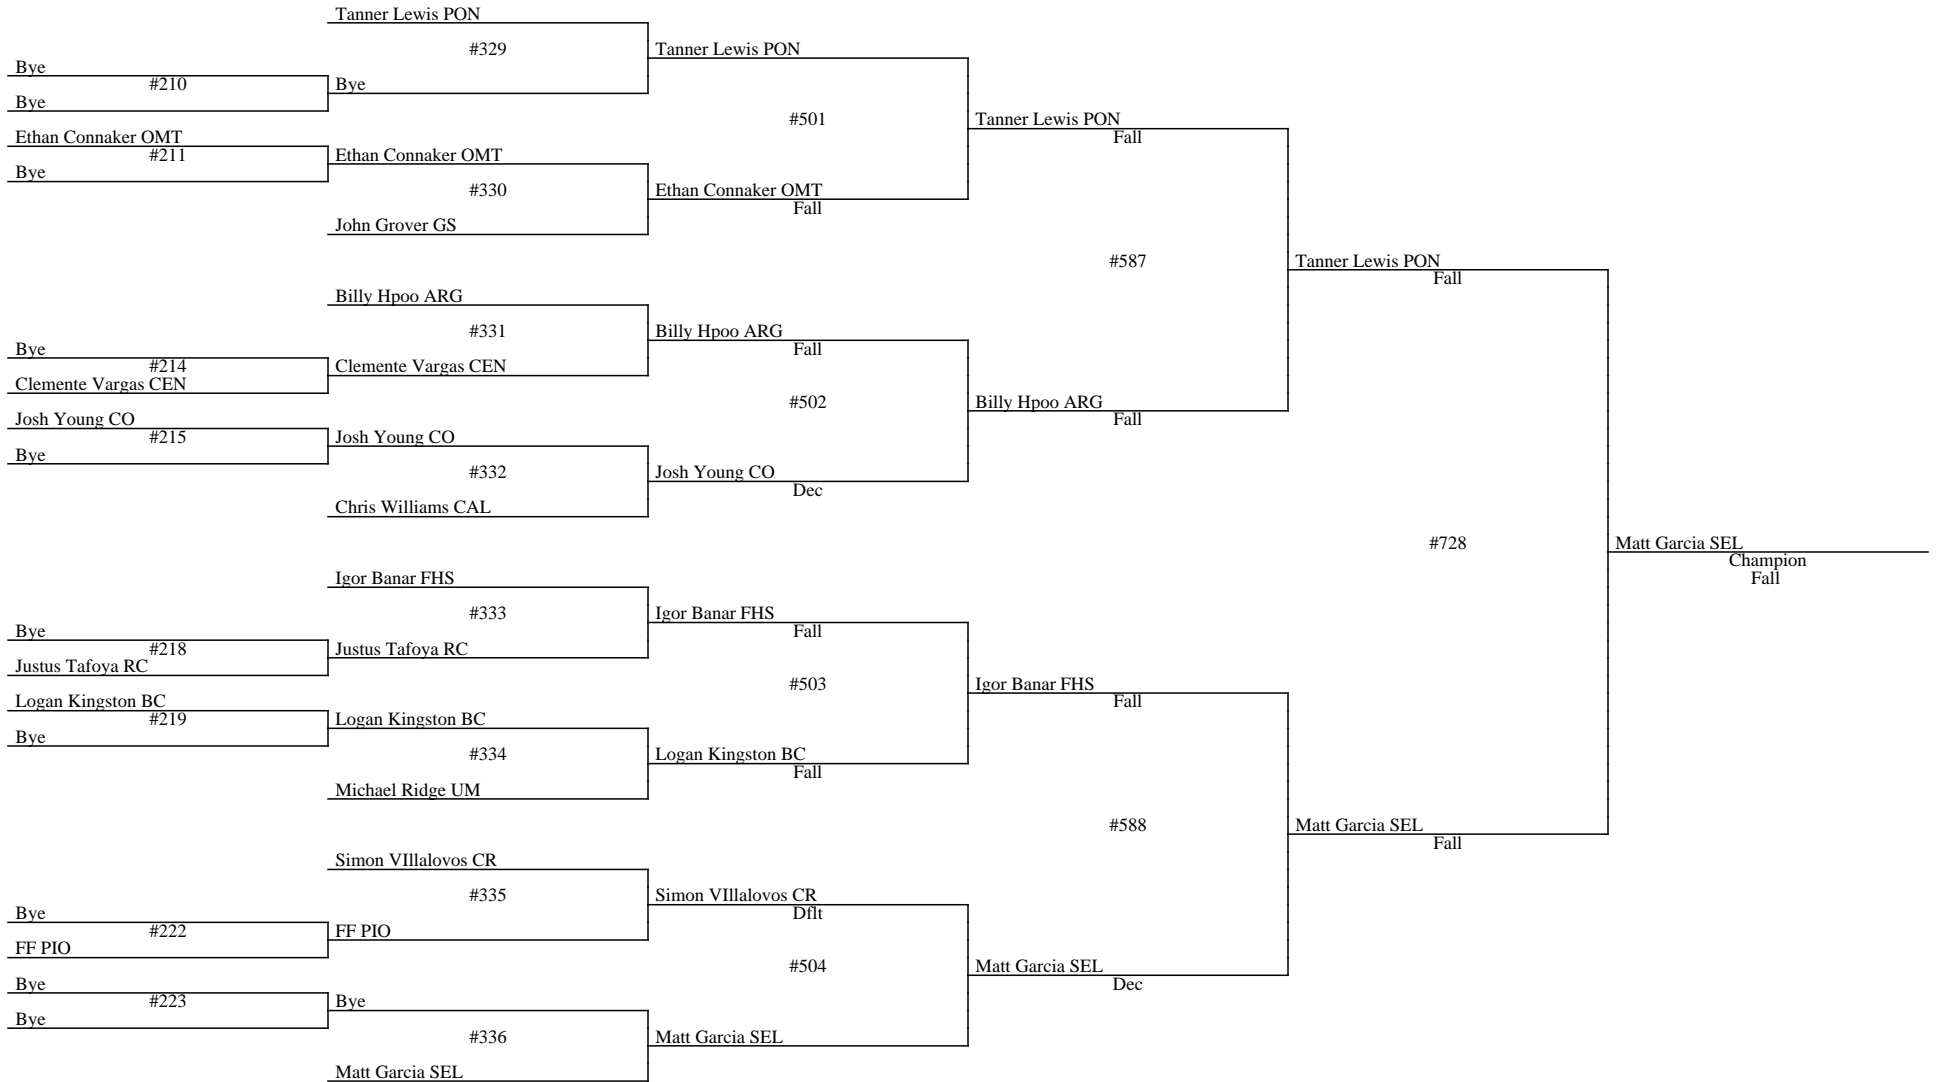 Tanner Lewis PON
#329
Tanner Lewis PON
Bye
#210
Bye
Bye
#501
Tanner Lewis PON
Fall
Ethan Connaker OMT
#211
Ethan Connaker OMT
Bye
#330
Ethan Connaker OMT
Fall
John Grover GS
#587
Tanner Lewis PON
Fall
Billy Hpoo ARG
#331
Billy Hpoo ARG
Fall
Bye
#214
Clemente Vargas CEN
Clemente Vargas CEN
#502
Billy Hpoo ARG
Fall
Josh Young CO
#215
Josh Young CO
Bye
#332
Josh Young CO
Dec
Chris Williams CAL
#728
Matt Garcia SEL
Champion
Fall
Igor Banar FHS
#333
Igor Banar FHS
Fall
Bye
#218
Justus Tafoya RC
Justus Tafoya RC
#503
Igor Banar FHS
Fall
Logan Kingston BC
#219
Logan Kingston BC
Bye
#334
Logan Kingston BC
Fall
Michael Ridge UM
#588
Matt Garcia SEL
Fall
Simon VIllalovos CR
#335
Simon VIllalovos CR
Dflt
Bye
#222
FF PIO
FF PIO
#504
Matt Garcia SEL
Dec
Bye
#223
Bye
Bye
#336
Matt Garcia SEL
Matt Garcia SEL